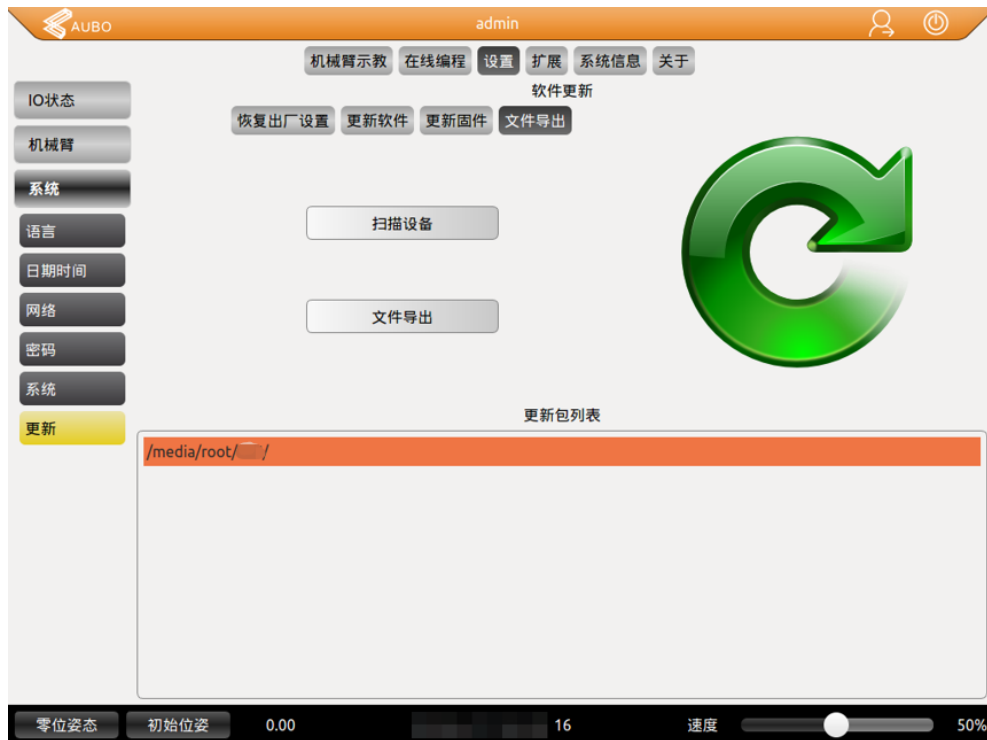 AUBO
admin
机械臂示教 在线编程 设置 扩展 系统信息 关于
软件更新
恢复出厂设置 更新软件 更新固件 文件导出
IO状态
机械臂
系统
语言
日期时间
网络
密码
系统
更新
扫描设备
文件导出
更新包列表
/media/root/ /
零位姿态 初始位姿 0.00 16 速度 50%